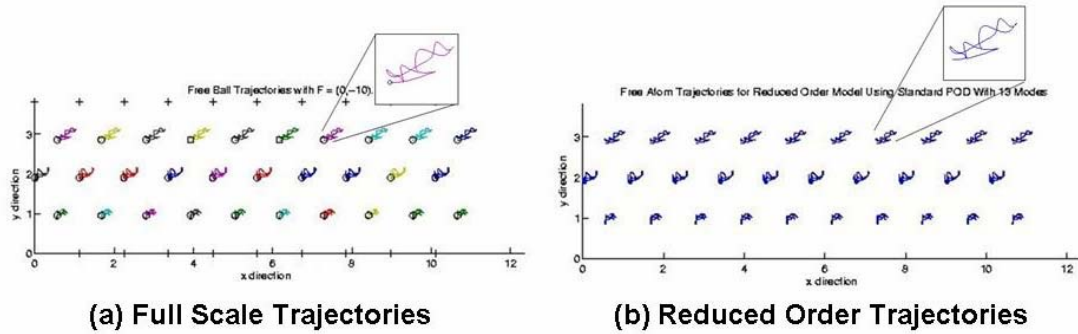 Free Ball Trajectories with F = (0,-10).
y direction
3
2
1
0
0
2
4
6
8
10
12
x direction
(a) Full Scale Trajectories
Free Atom Trajectories for Reduced Order Model Using Standard POD With 13 Modes
y direction
3
2
1
0
0
2
4
6
8
10
12
x direction
(b) Reduced Order Trajectories